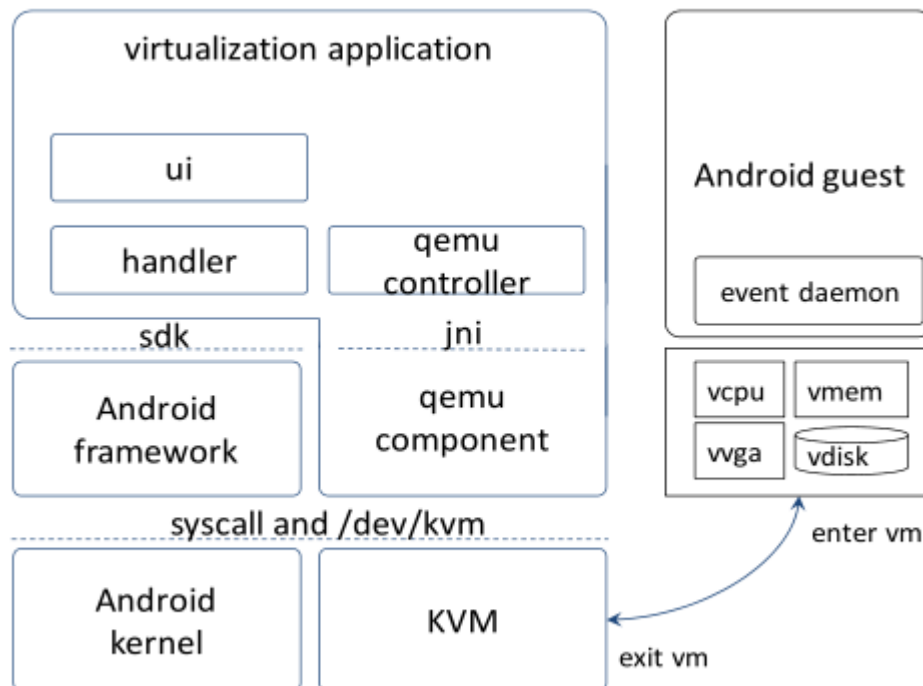 virtualization application
ui
handler
qemu
controller
sdk
jni
Android
framework
qemu
component
syscall and /dev/kvm
Android
kernel
KVM
Android guest
event daemon
vcpu
vmem
vvga
vdisk
enter vm
exit vm